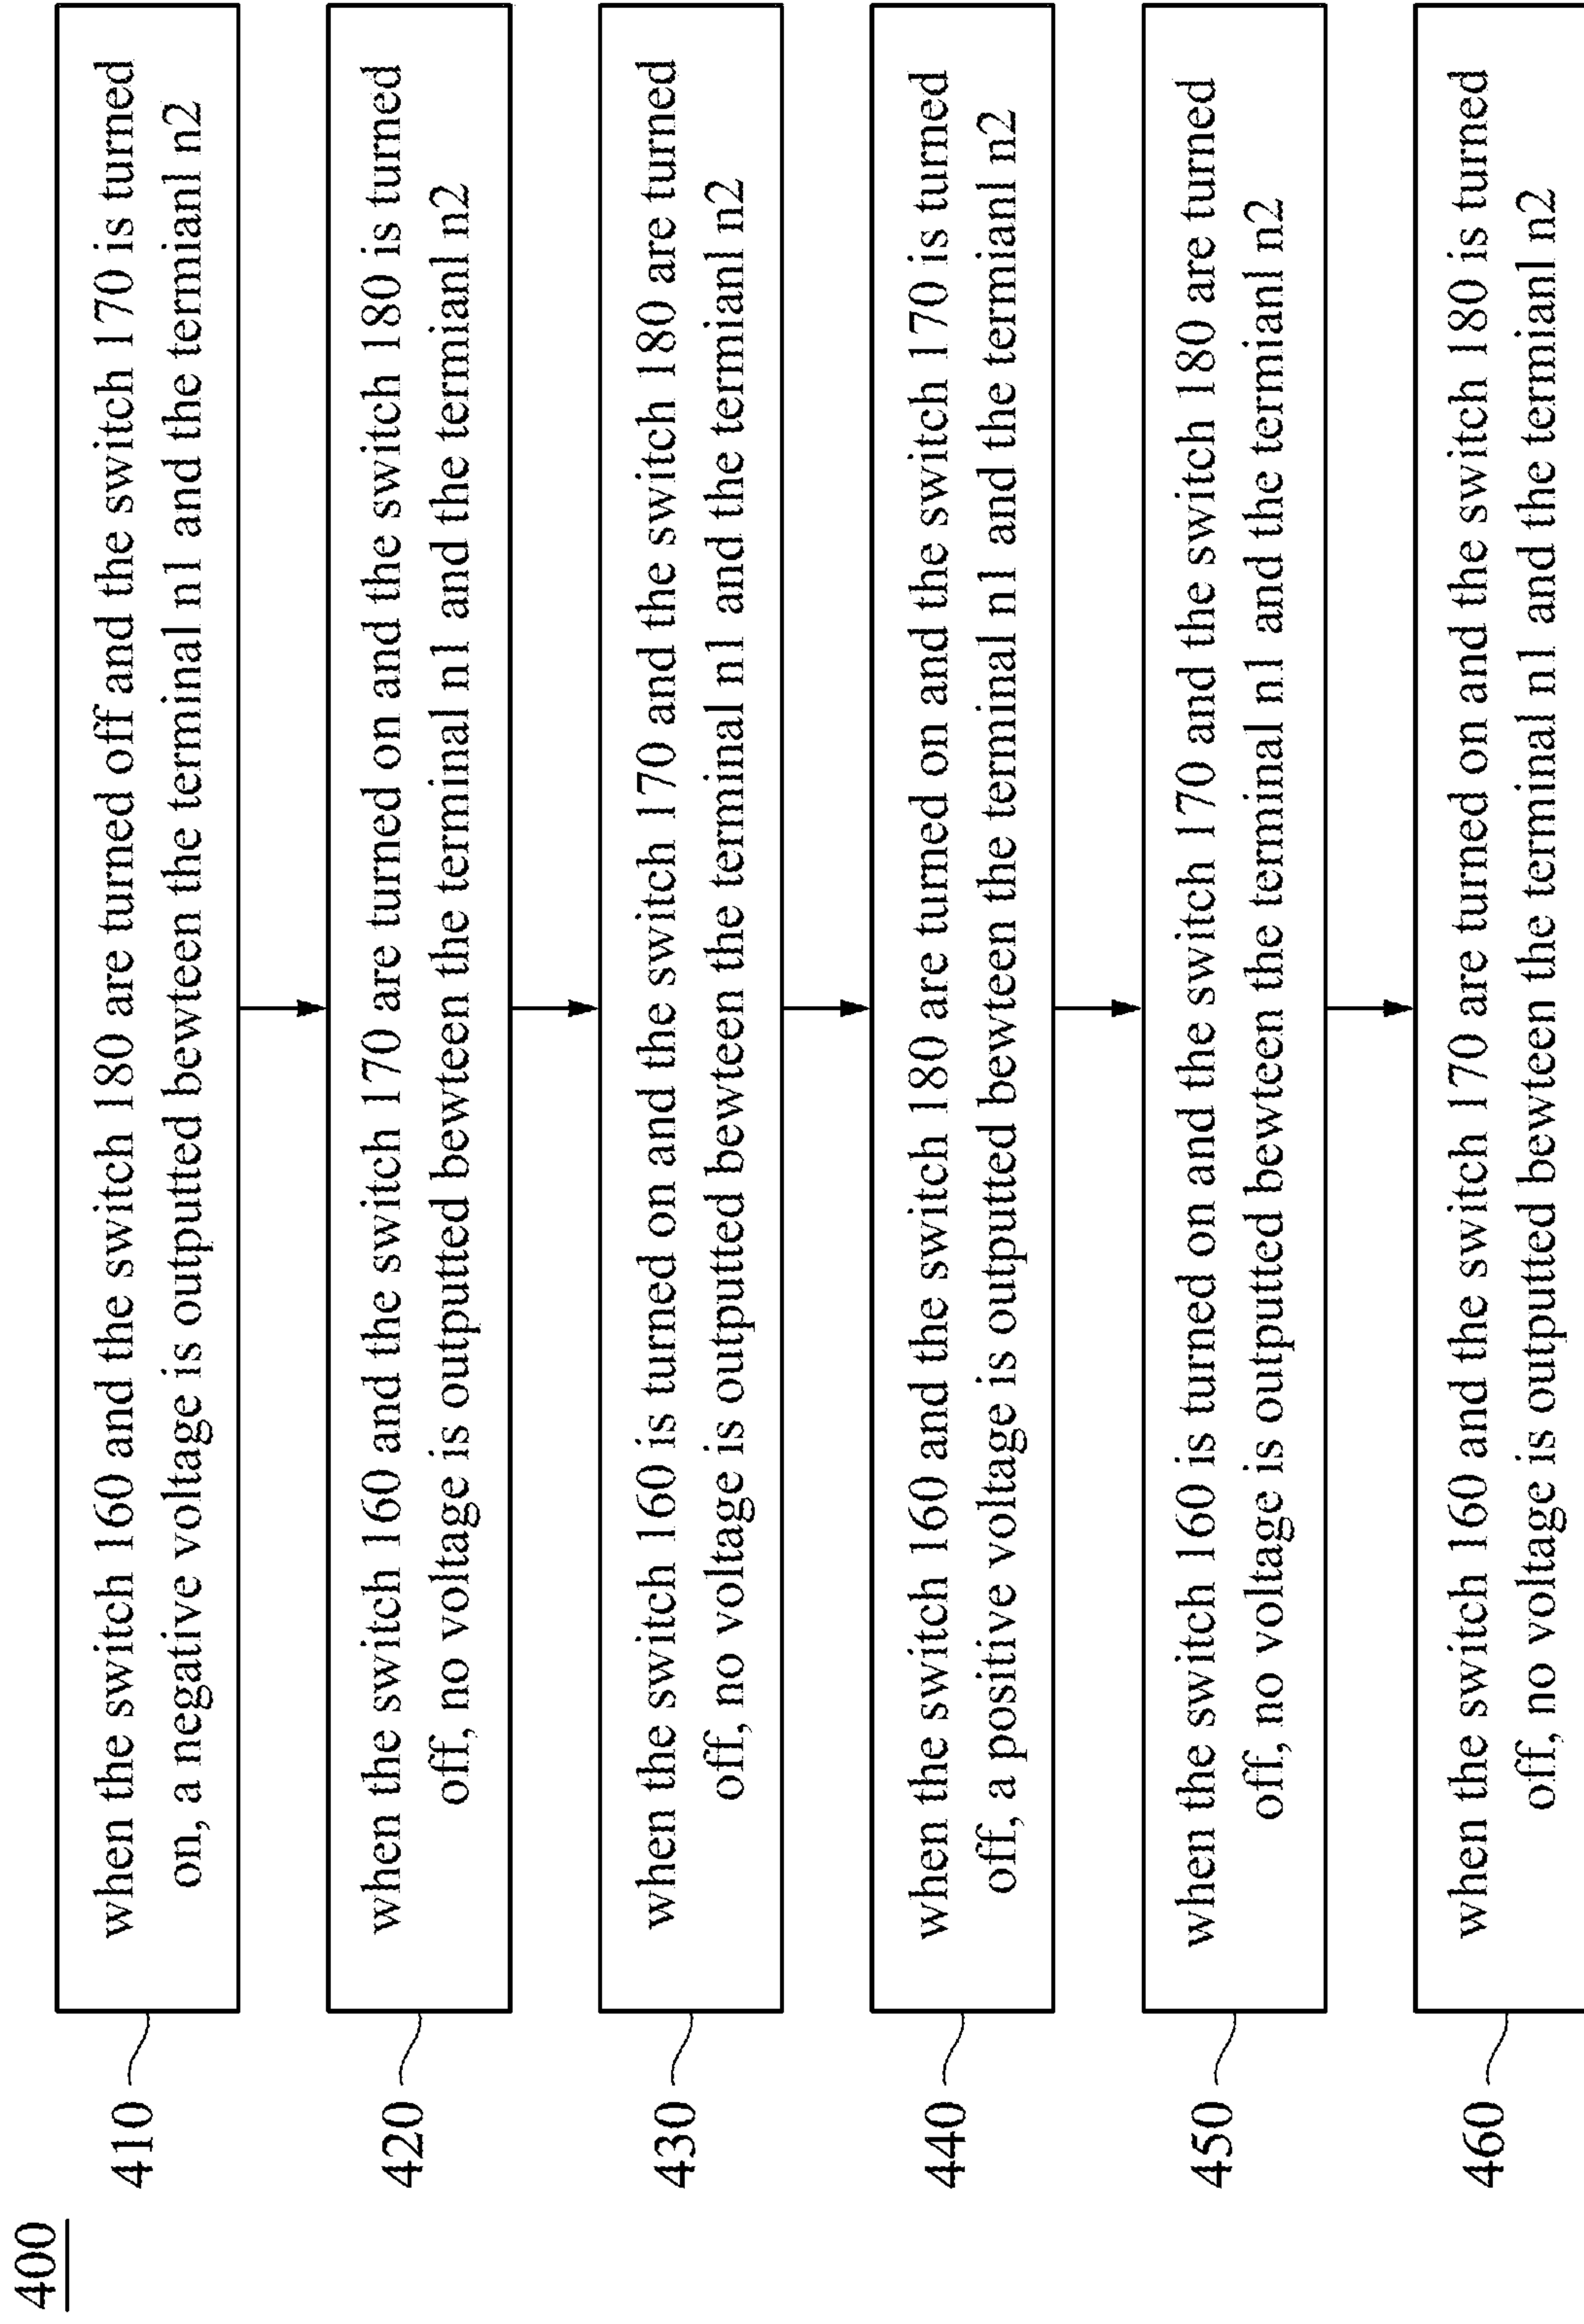 400
410
when the switch 160 and the switch 180 are turned off and the switch 170 is turned
on, a negative voltage is outputted bewteen the terminal n1 and the termianl n2
420
when the switch 160 and the switch 170 are turned on and the switch 180 is turned
off, no voltage is outputted bewteen the terminal n1 and the termianl n2
430
when the switch 160 is turned on and the switch 170 and the switch 180 are turned
off, no voltage is outputted bewteen the terminal n1 and the termianl n2
440
when the switch 160 and the switch 180 are turned on and the switch 170 is turned
off, a positive voltage is outputted bewteen the terminal n1 and the termianl n2
450
when the switch 160 is turned on and the switch 170 and the switch 180 are turned
off, no voltage is outputted bewteen the terminal n1 and the termianl n2
460
when the switch 160 and the switch 170 are turned on and the switch 180 is turned
off, no voltage is outputted bewteen the terminal n1 and the termianl n2